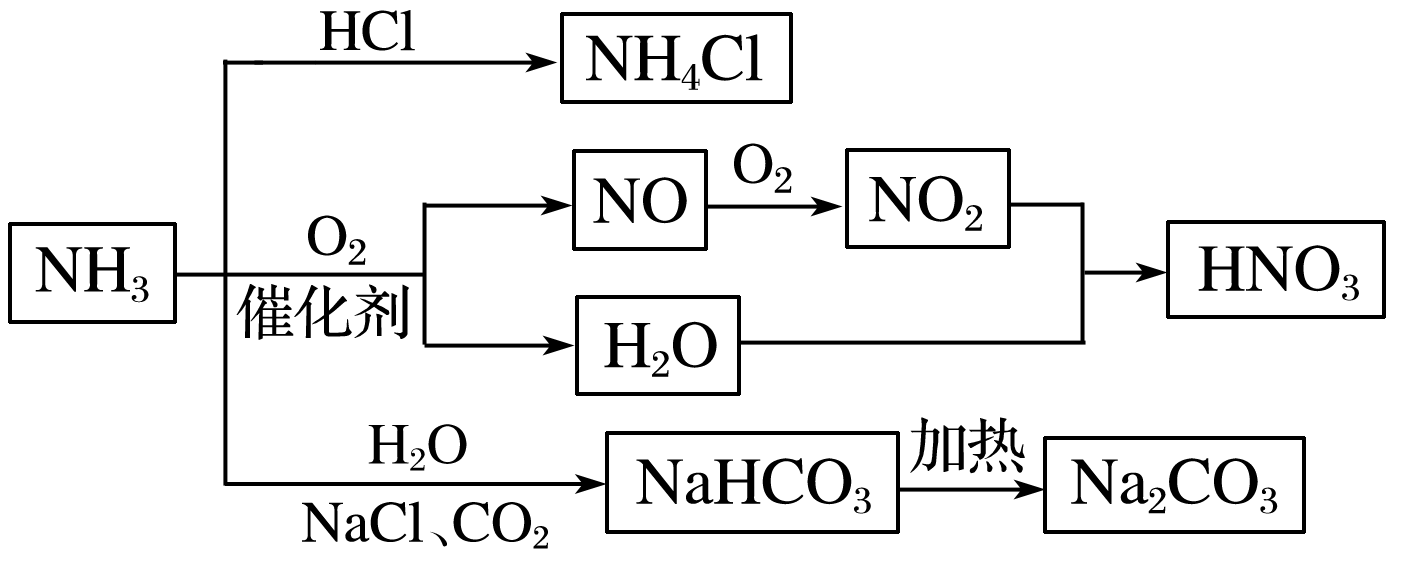 HCl
NH₄Cl
NO
O₂
NO₂
NH₃
O₂
催化剂
HNO₃
H₂O
H₂O
NaCl、CO₂
NaHCO₃
加热
Na₂CO₃